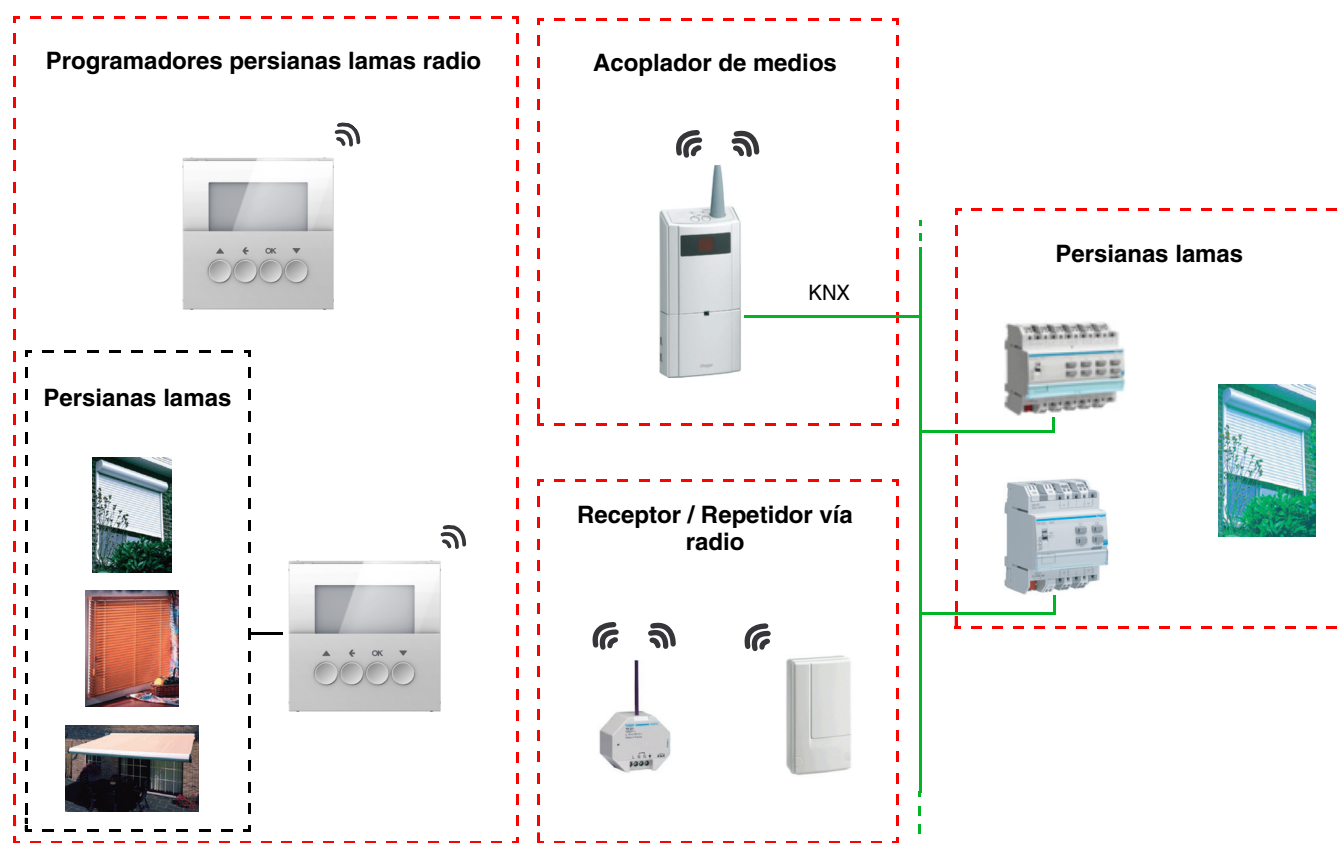 Programadores persianas lamas radio
OK
Persianas lamas
OK
Acoplador de medios
KNX
Receptor / Repetidor vía
radio
Persianas lamas